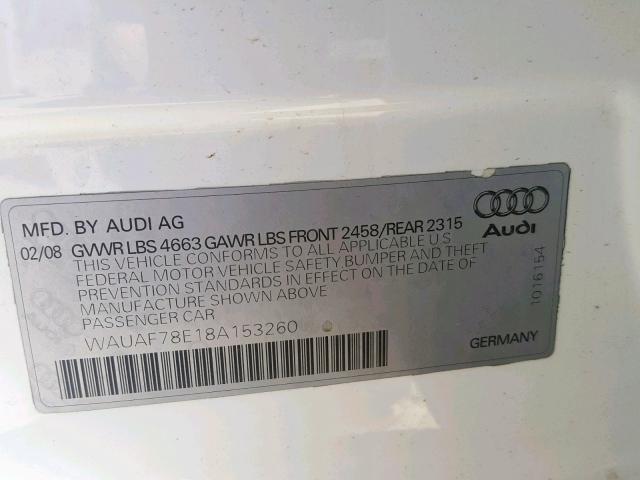 MFD. BY AUDI AG
02/08 GVWR LBS 4663 GAWR LBS FRONT 2458/REAR 2315
THIS VEHICLE CONFORMS TO ALL APPLICABLE U.S.
FEDERAL MOTOR VEHICLE SAFETY BUMPER AND THEFT
PREVENTION STANDARDS IN EFFECT ON THE DATE OF
MANUFACTURE SHOWN ABOVE
PASSENGER CAR
WAUAF78E18A153260
Audi
1016154
GERMANY